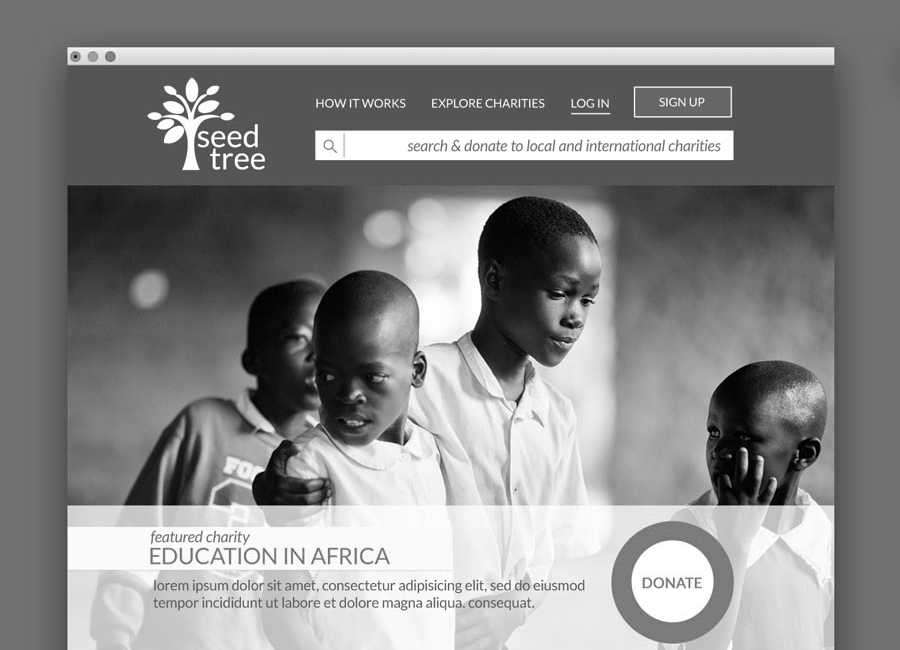 seed
tree
HOW IT WORKS
EXPLORE CHARITIES
LOG IN
SIGN UP
search & donate to local and international charities
FOO
featured charity
EDUCATION IN AFRICA
lorem ipsum dolor sit amet, consectetur adipisicing elit, sed do eiusmod
tempor incididunt ut labore et dolore magna aliqua. consequat.
DONATE